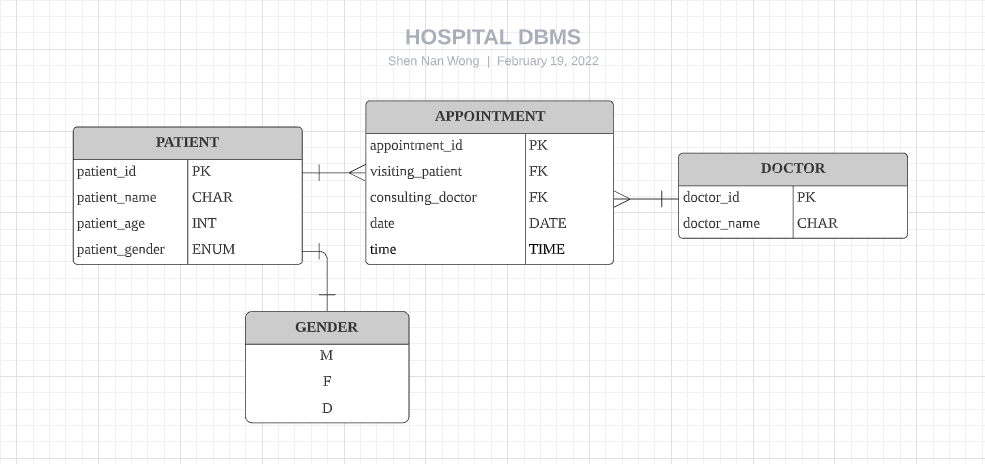 HOSPITAL DBMS
Shen Nan Wong | February 19, 2022
PATIENT
patient_id PK
patient_name CHAR
patient_age INT
patient_gender ENUM
APPOINTMENT
appointment_id PK
visiting_patient FK
consulting_doctor FK
date DATE
time TIME
DOCTOR
doctor_id PK
doctor_name CHAR
GENDER
M
F
D